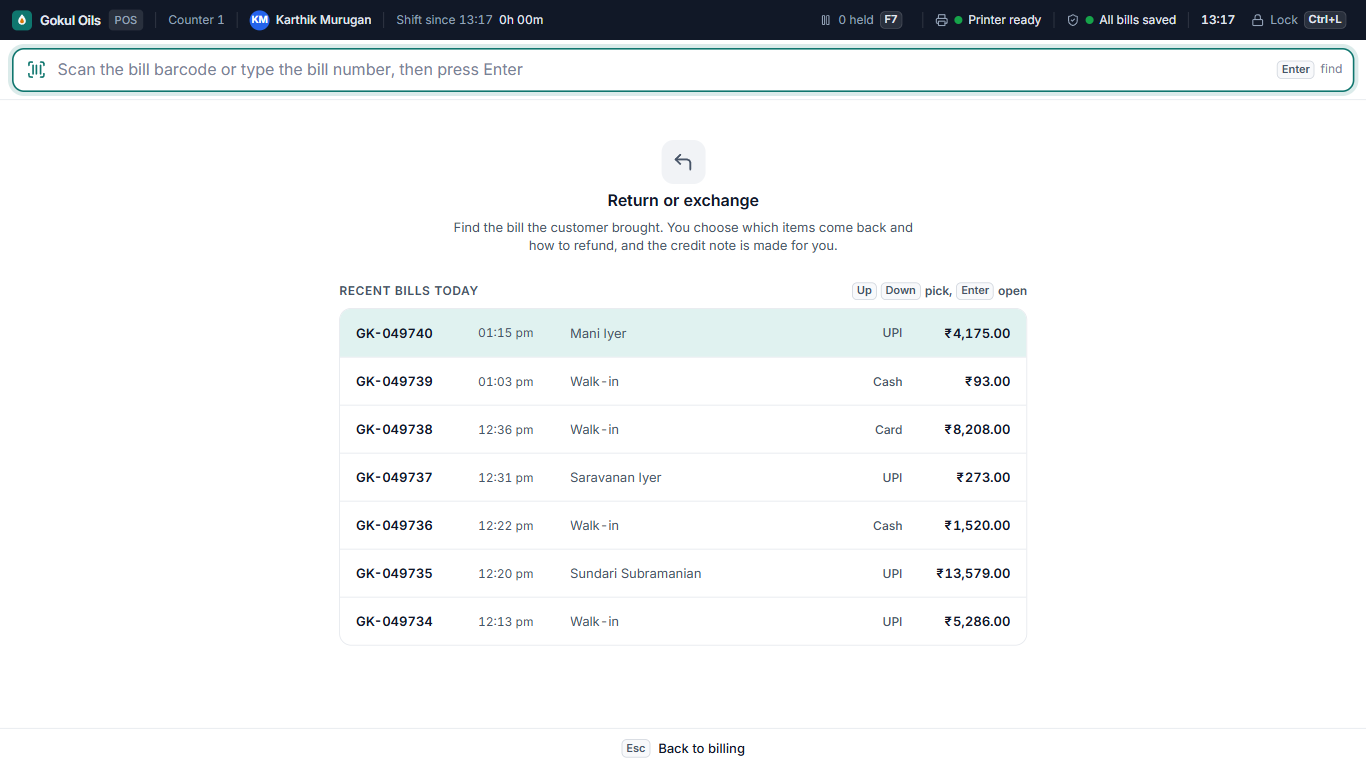 Gokul Oils POS Counter 1 KM Karthik Murugan Shift since 13:17 0h 00m 0 held F7 Printer ready All bills saved 13:17 Lock Ctrl+L
Scan the bill barcode or type the bill number, then press Enter Enter find
Return or exchange
Find the bill the customer brought. You choose which items come back and
how to refund, and the credit note is made for you.
RECENT BILLS TODAY Up Down pick, Enter open
GK-049740 01:15 pm Mani Iyer UPI ₹4,175.00
GK-049739 01:03 pm Walk-in Cash ₹93.00
GK-049738 12:36 pm Walk-in Card ₹8,208.00
GK-049737 12:31 pm Saravanan Iyer UPI ₹273.00
GK-049736 12:22 pm Walk-in Cash ₹1,520.00
GK-049735 12:20 pm Sundari Subramanian UPI ₹13,579.00
GK-049734 12:13 pm Walk-in UPI ₹5,286.00
Esc Back to billing